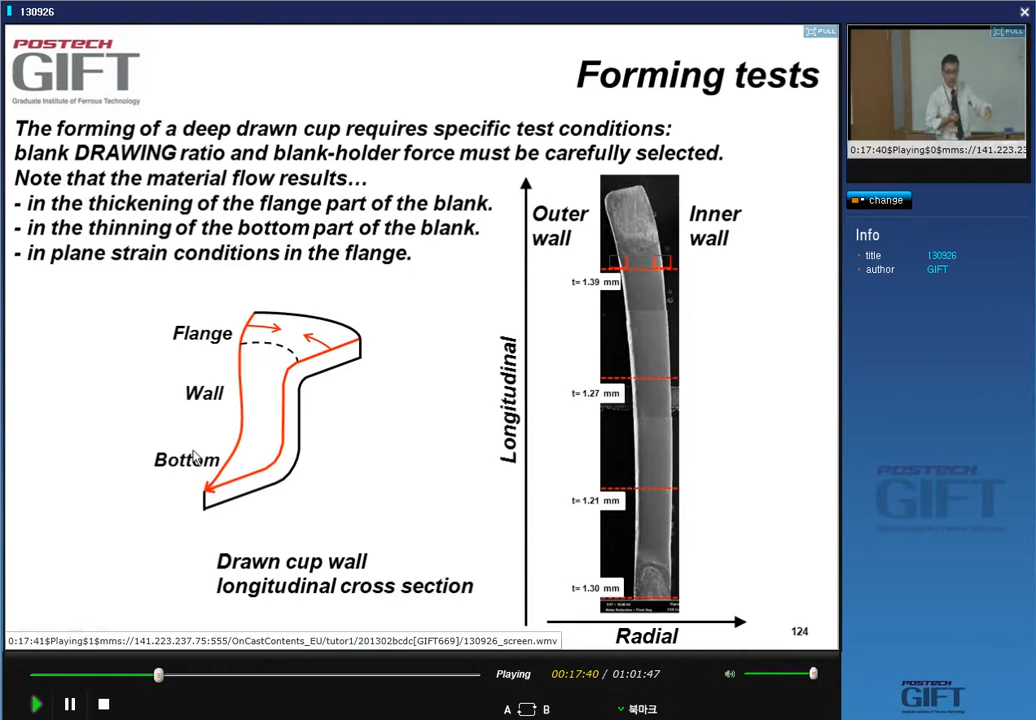 130926
POSTECH
GIFT
Graduate Institute of Ferrous Technology
FULL
Forming tests
The forming of a deep drawn cup requires specific test conditions:
blank DRAWING ratio and blank-holder force must be carefully selected.
Note that the material flow results…
- in the thickening of the flange part of the blank.
- in the thinning of the bottom part of the blank.
- in plane strain conditions in the flange.
Outer
wall
Inner
wall
t= 1.39 mm
Flange
Wall
Bottom
Longitudinal
t= 1.27 mm
t= 1.21 mm
t= 1.30 mm
Drawn cup wall
longitudinal cross section
Radial
124
0:17:41$Playing$1$mms://141.223.237.75:555/OnCastContents_EU/tutor1/201302bcdc[GIFT669]/130926_screen.wmv
Playing
00:17:40 / 01:01:47
A B
북마크
FULL
0:17:40$Playing$0$mms://141.223.23
change
Info
title 130926
author GIFT
POSTECH
GIFT
POSTECH
GIFT